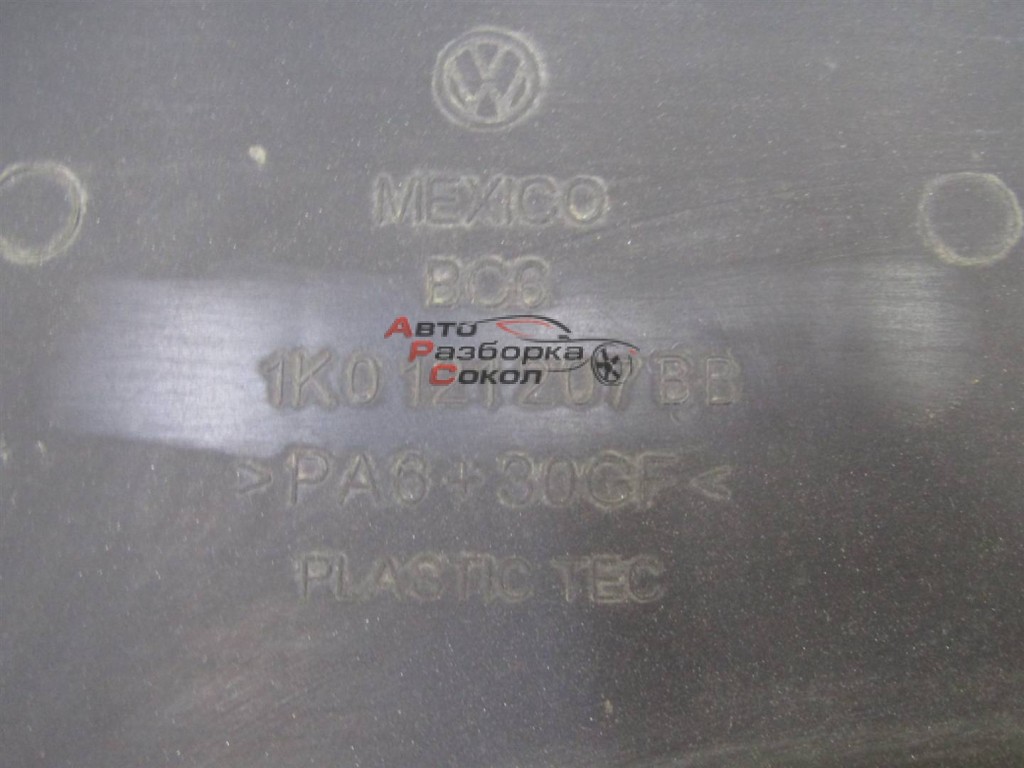 MEXICO
BC6
АВТО
РАЗБОРКА
СОКОЛ
1K0 121 207 BB
>PA6+30GF<
PLASTIC TEC